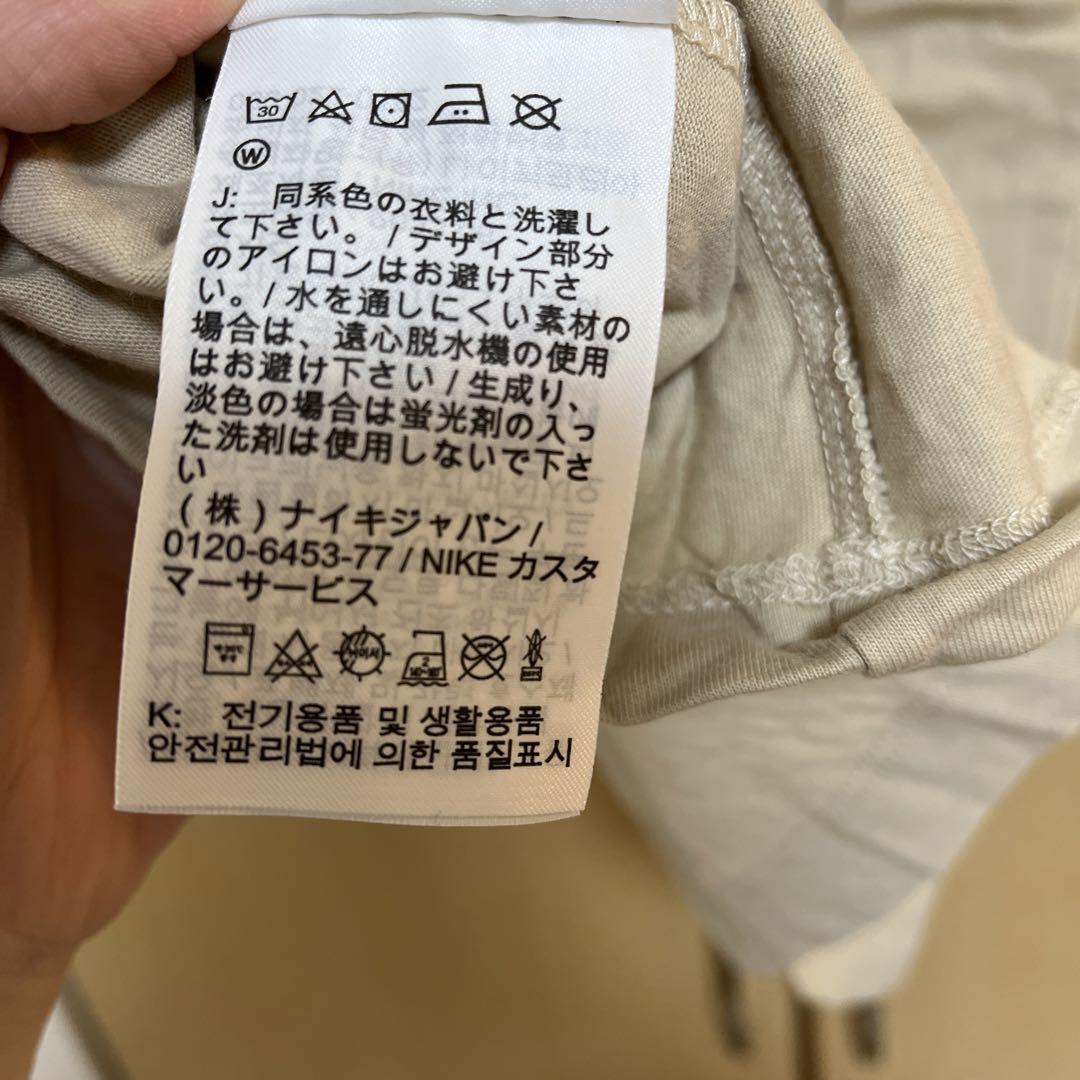 30
W
J: 同系色の衣料と洗濯し
て下さい。 / デザイン部分
のアイロンはお避け下さ
い。 / 水を通しにくい素材の
場合は、遠心脱水機の使用
はお避け下さい / 生成り、
淡色の場合は蛍光剤の入っ
た洗剤は使用しないで下さ
い
(株) ナイキジャパン /
0120-6453-77 / NIKE カスタ
マーサービス
K: 전기용품 및 생활용품
안전관리법에 의한 품질표시